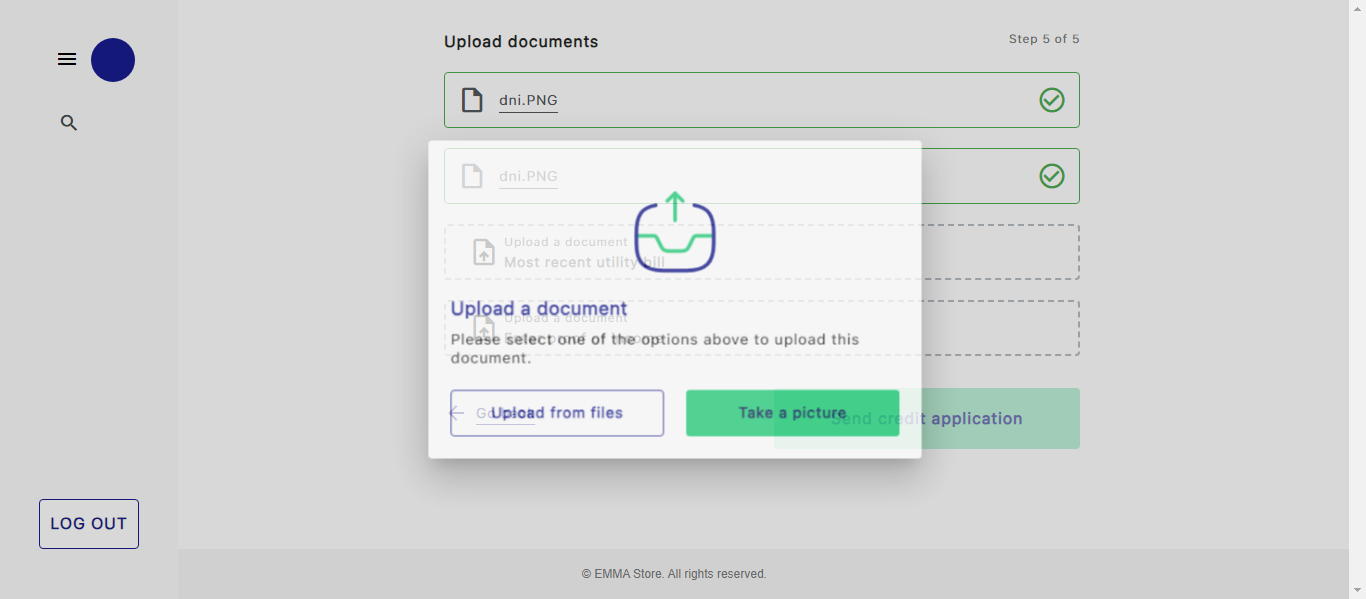 Upload documents
Step 5 of 5
dni.PNG
dni.PNG
Upload a document
Most recent utility bill
Upload a document
Upload a document
Please select one of the options above to upload this
document.
Upload from files
Take a picture
Send credit application
LOG OUT
© EMMA Store. All rights reserved.